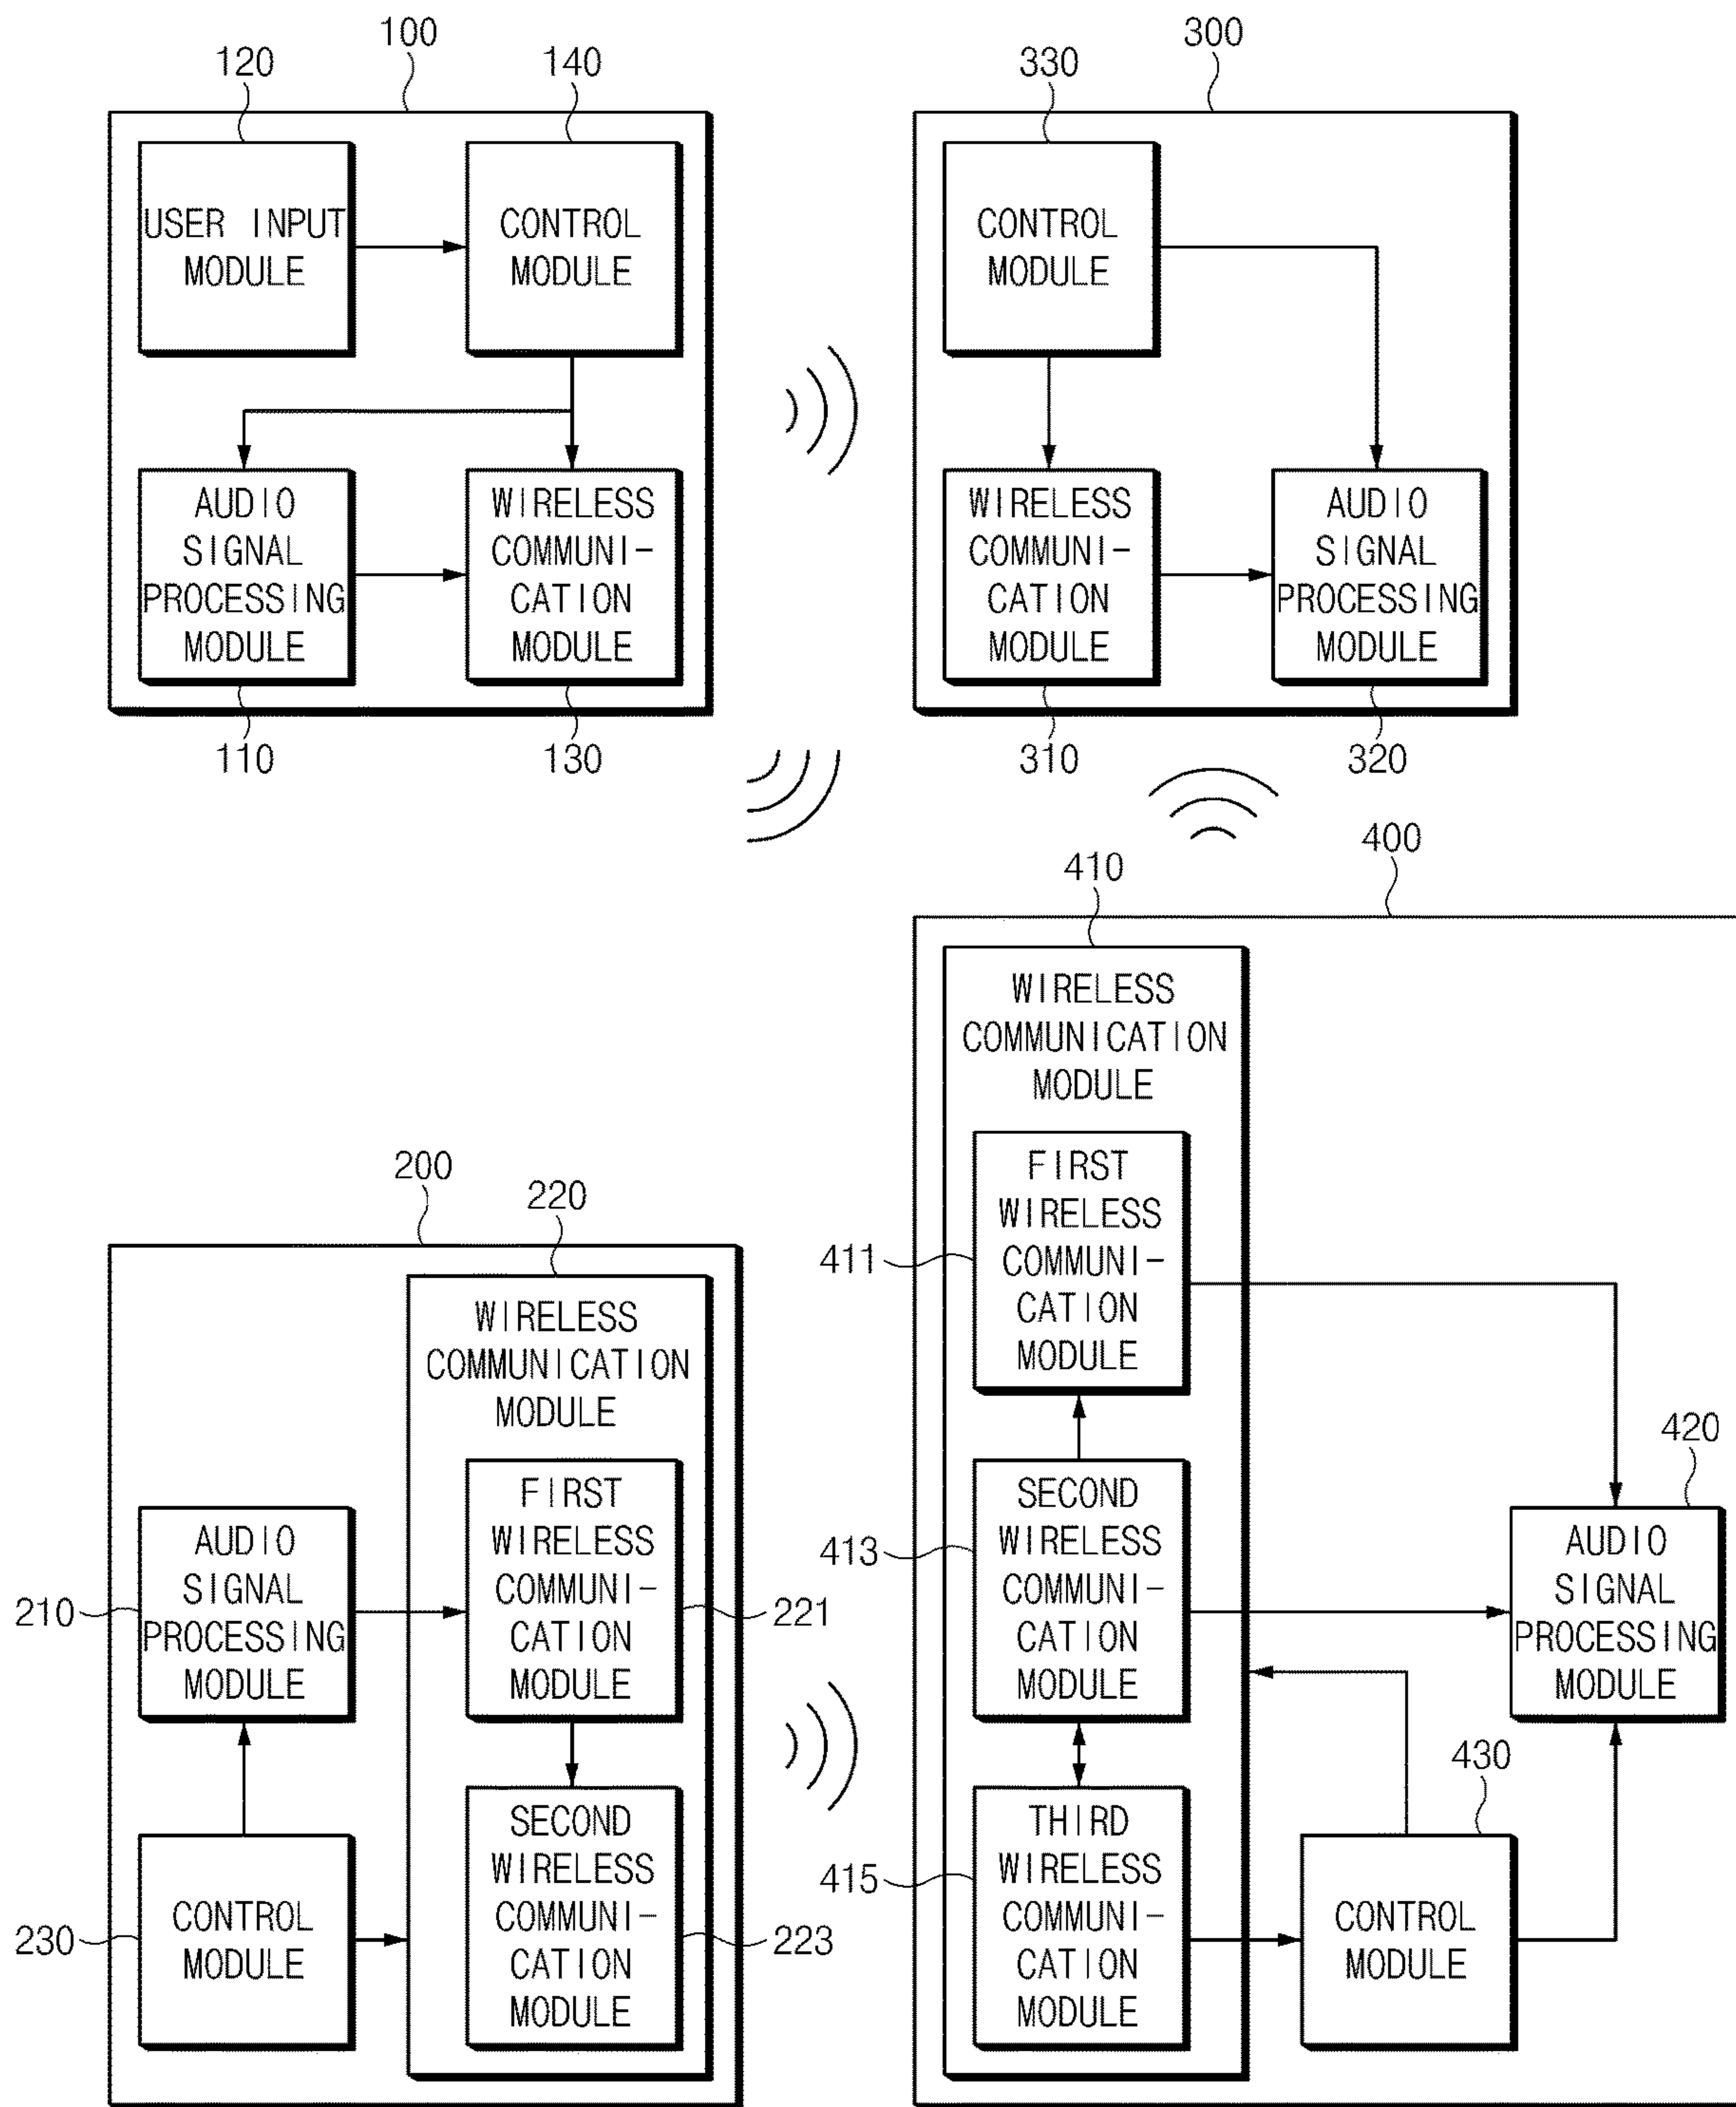 100
120
140
USER INPUT
MODULE
CONTROL
MODULE
AUDIO
SIGNAL
PROCESSING
MODULE
WIRELESS
COMMUNI-
CATION
MODULE
110
130
300
330
CONTROL
MODULE
WIRELESS
COMMUNI-
CATION
MODULE
AUDIO
SIGNAL
PROCESSING
MODULE
310
320
200
220
WIRELESS
COMMUNICATION
MODULE
210
AUDIO
SIGNAL
PROCESSING
MODULE
FIRST
WIRELESS
COMMUNI-
CATION
MODULE
221
230
CONTROL
MODULE
SECOND
WIRELESS
COMMUNI-
CATION
MODULE
223
400
410
WIRELESS
COMMUNICATION
MODULE
411
FIRST
WIRELESS
COMMUNI-
CATION
MODULE
413
SECOND
WIRELESS
COMMUNI-
CATION
MODULE
420
AUDIO
SIGNAL
PROCESSING
MODULE
415
THIRD
WIRELESS
COMMUNI-
CATION
MODULE
430
CONTROL
MODULE